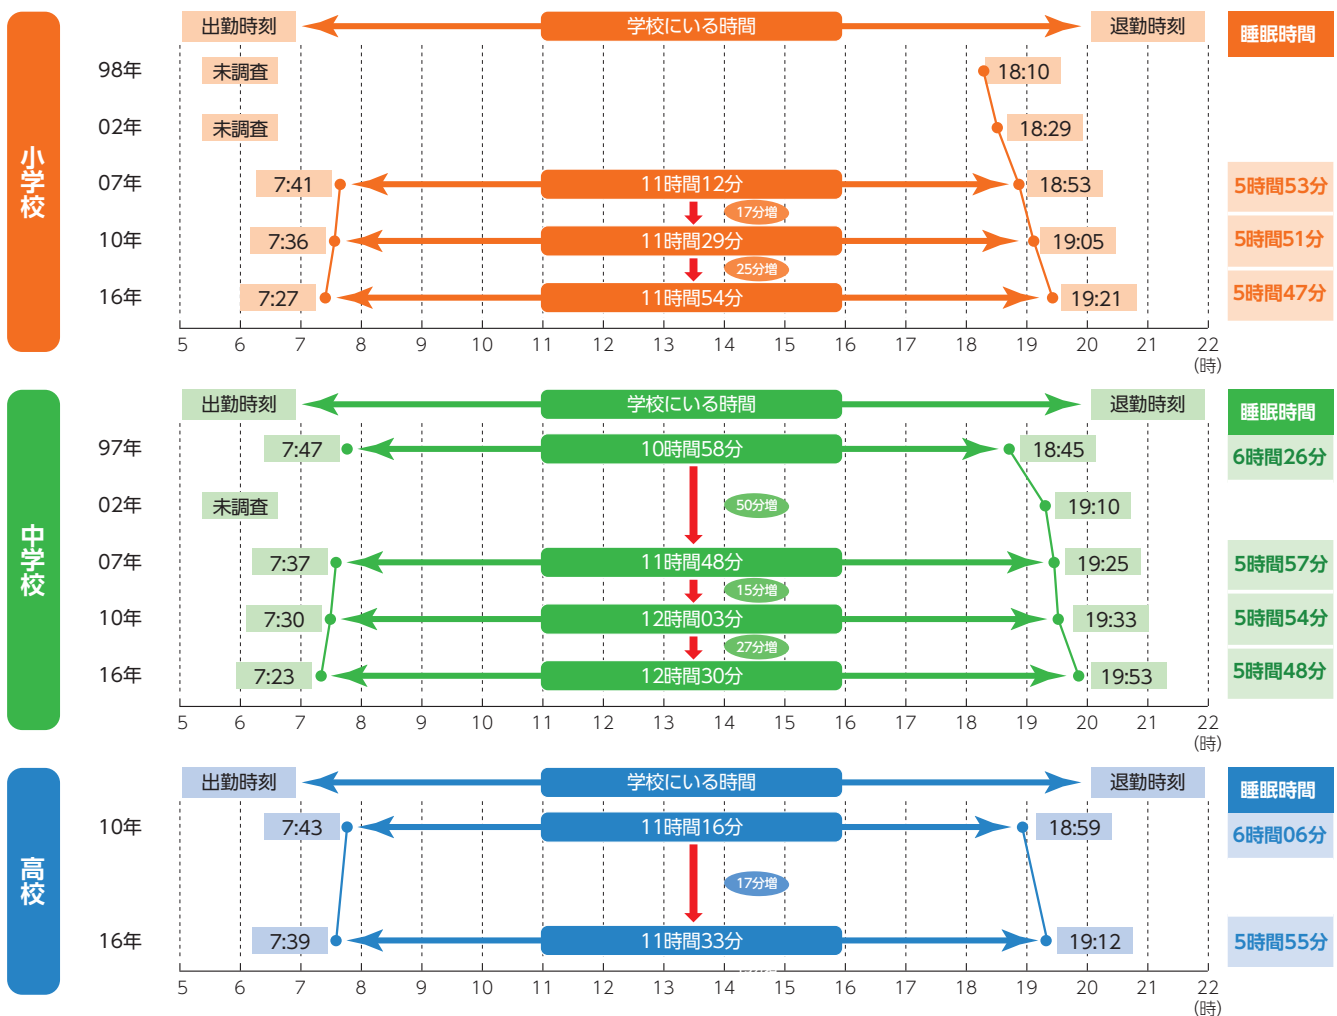 小学校
出勤時刻 学校にいる時間 退勤時刻 睡眠時間
98年 未調査 18:10
02年 未調査 18:29
07年 7:41 11時間12分 18:53 5時間53分
17分増
10年 7:36 11時間29分 19:05 5時間51分
25分増
16年 7:27 11時間54分 19:21 5時間47分
5 6 7 8 9 10 11 12 13 14 15 16 17 18 19 20 21 22
(時)
中学校
出勤時刻 学校にいる時間 退勤時刻 睡眠時間
97年 7:47 10時間58分 18:45 6時間26分
02年 未調査 50分増 19:10
07年 7:37 11時間48分 19:25 5時間57分
15分増
10年 7:30 12時間03分 19:33 5時間54分
27分増
16年 7:23 12時間30分 19:53 5時間48分
5 6 7 8 9 10 11 12 13 14 15 16 17 18 19 20 21 22
(時)
高校
出勤時刻 学校にいる時間 退勤時刻 睡眠時間
10年 7:43 11時間16分 18:59 6時間06分
17分増
16年 7:39 11時間33分 19:12 5時間55分
5 6 7 8 9 10 11 12 13 14 15 16 17 18 19 20 21 22
(時)